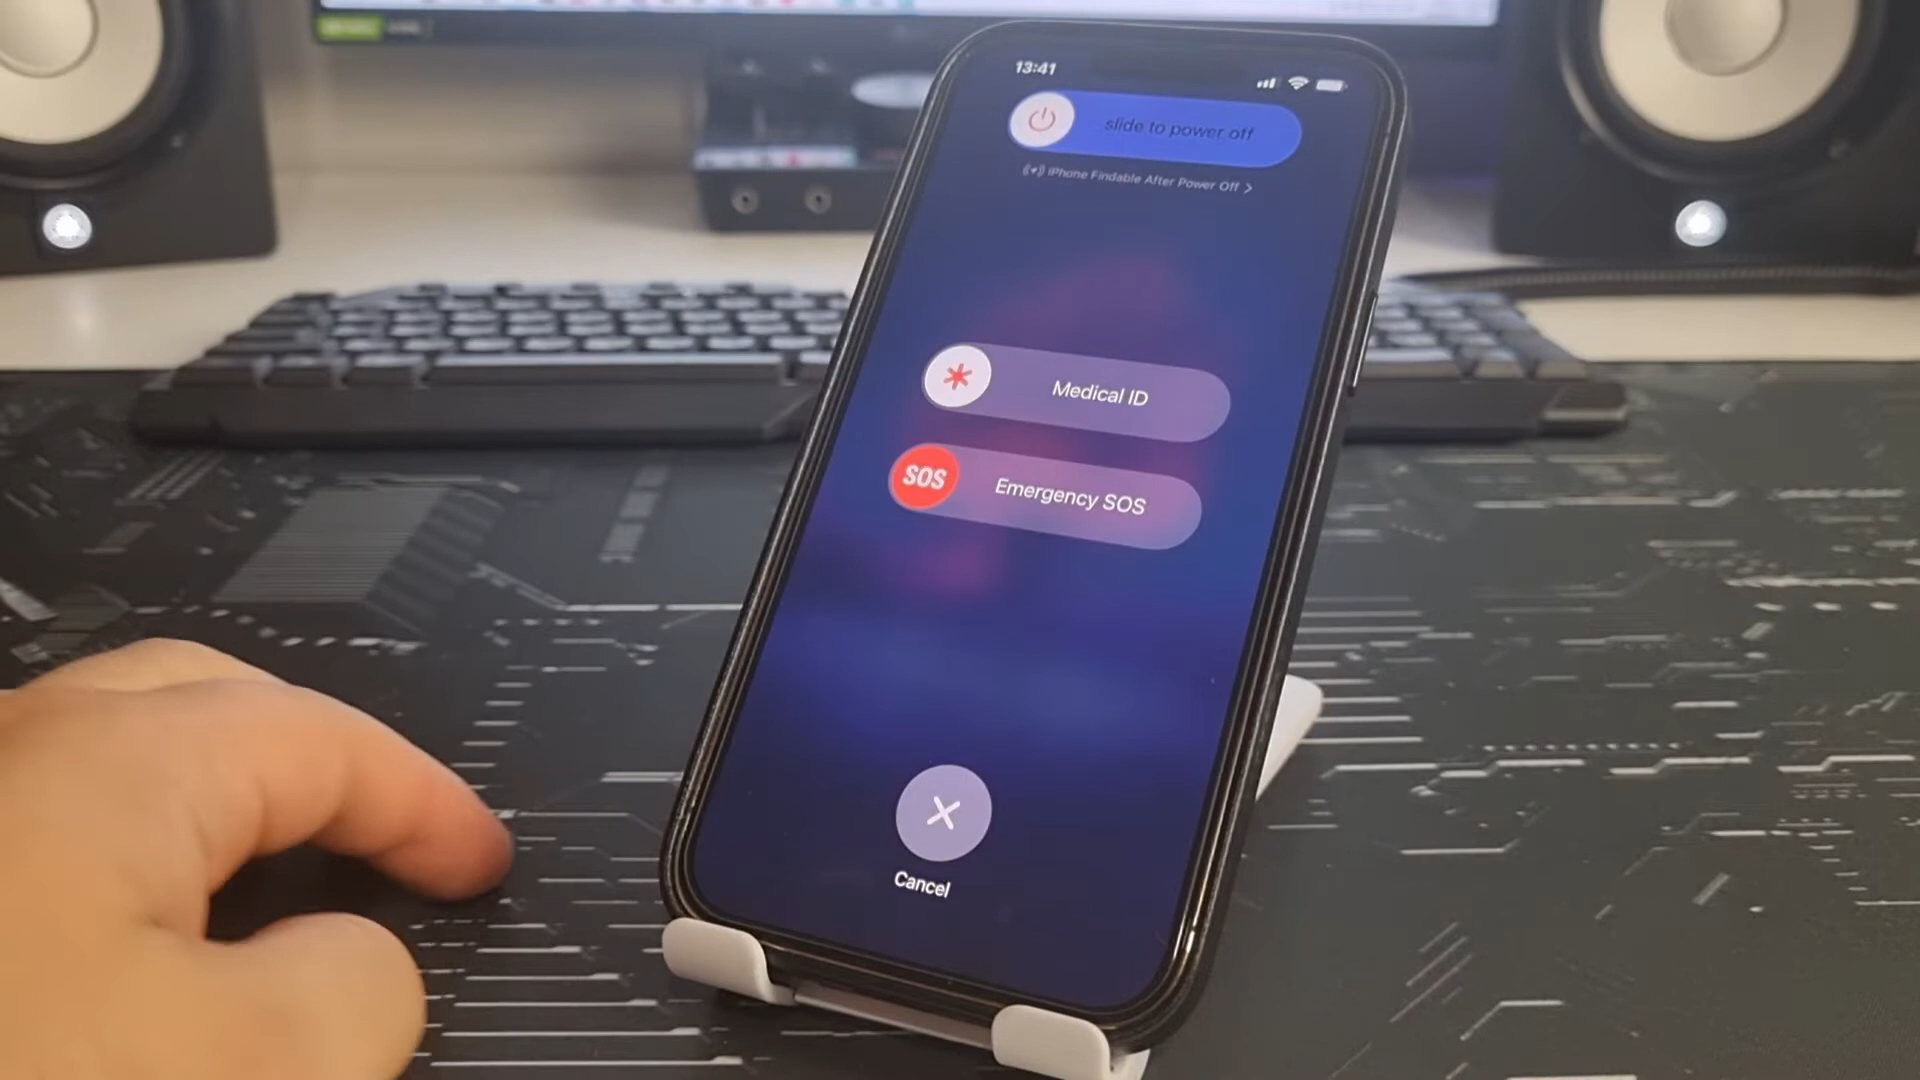 13:41
slide to power off
iPhone Findable After Power Off
Medical ID
SOS
Emergency SOS
Cancel